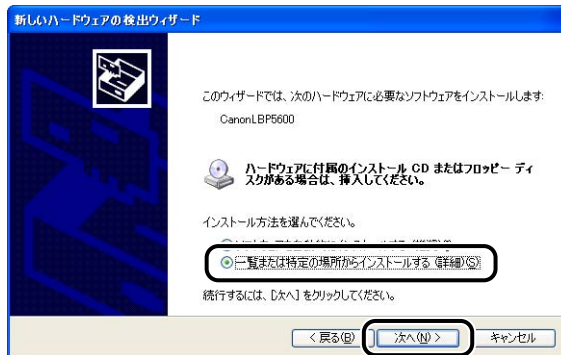 新しいハードウェアの検出ウィザード
このウィザードでは、次のハードウェアに必要なソフトウェアをインストールします:
CanonLBP5600
ハードウェアに付属のインストール CD またはフロッピー ディ
スクがある場合は、挿入してください。
インストール方法を選んでください。
一覧または特定の場所からインストールする (詳細)(S)
続行するには、[次へ] をクリックしてください。
< 戻る(B)
次へ(N) >
キャンセル